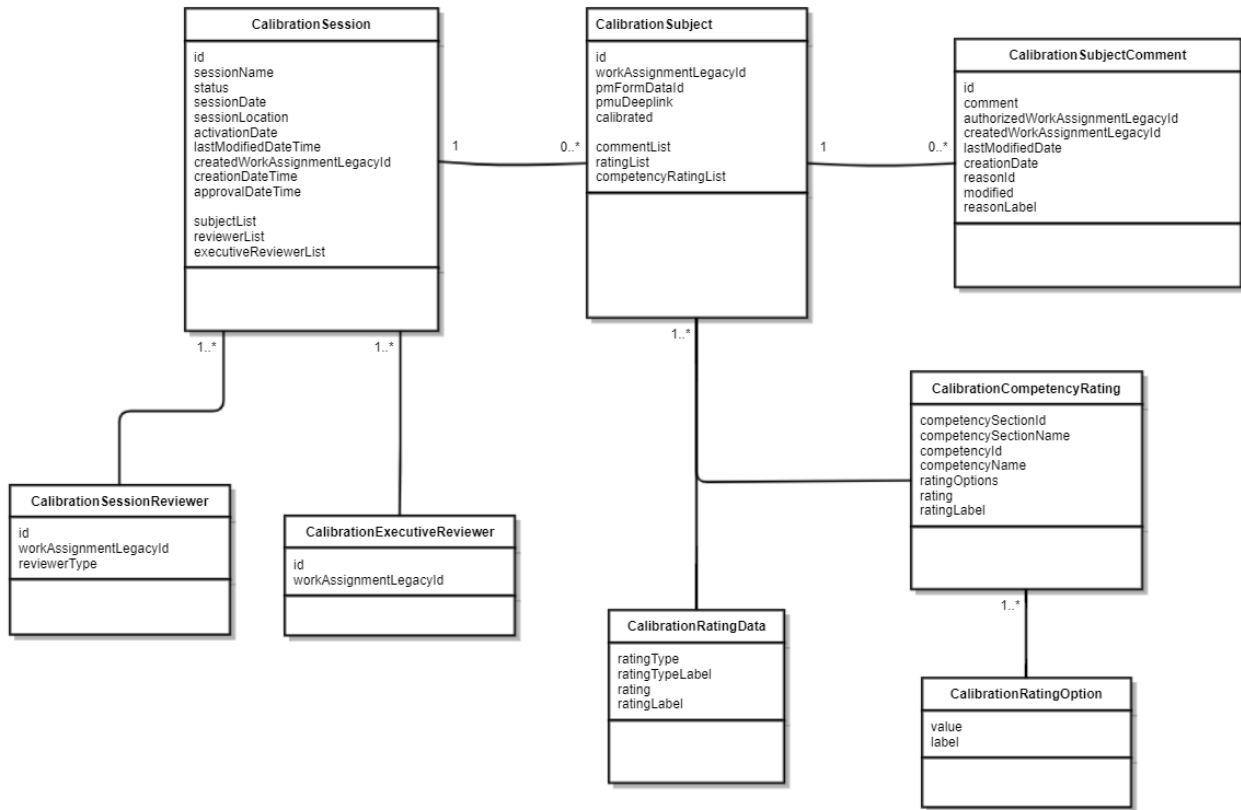 CalibrationSession
id
sessionName
status
sessionDate
sessionLocation
activationDate
lastModifiedDateTime
createdWorkAssignmentLegacyId
creationDateTime
approvalDateTime
subjectList
reviewerList
executiveReviewerList
1
0..*
CalibrationSubject
id
workAssignmentLegacyId
pmFormDataId
pmuDeeplink
calibrated
commentList
ratingList
competencyRatingList
1
0..*
CalibrationSubjectComment
id
comment
authorizedWorkAssignmentLegacyId
createdWorkAssignmentLegacyId
lastModifiedDate
creationDate
reasonId
modified
reasonLabel
1..*
1..*
1..*
CalibrationSessionReviewer
id
workAssignmentLegacyId
reviewerType
CalibrationExecutiveReviewer
id
workAssignmentLegacyId
CalibrationCompetencyRating
competencySectionId
competencySectionName
competencyId
competencyName
ratingOptions
rating
ratingLabel
1..*
CalibrationRatingData
ratingType
ratingTypeLabel
rating
ratingLabel
CalibrationRatingOption
value
label